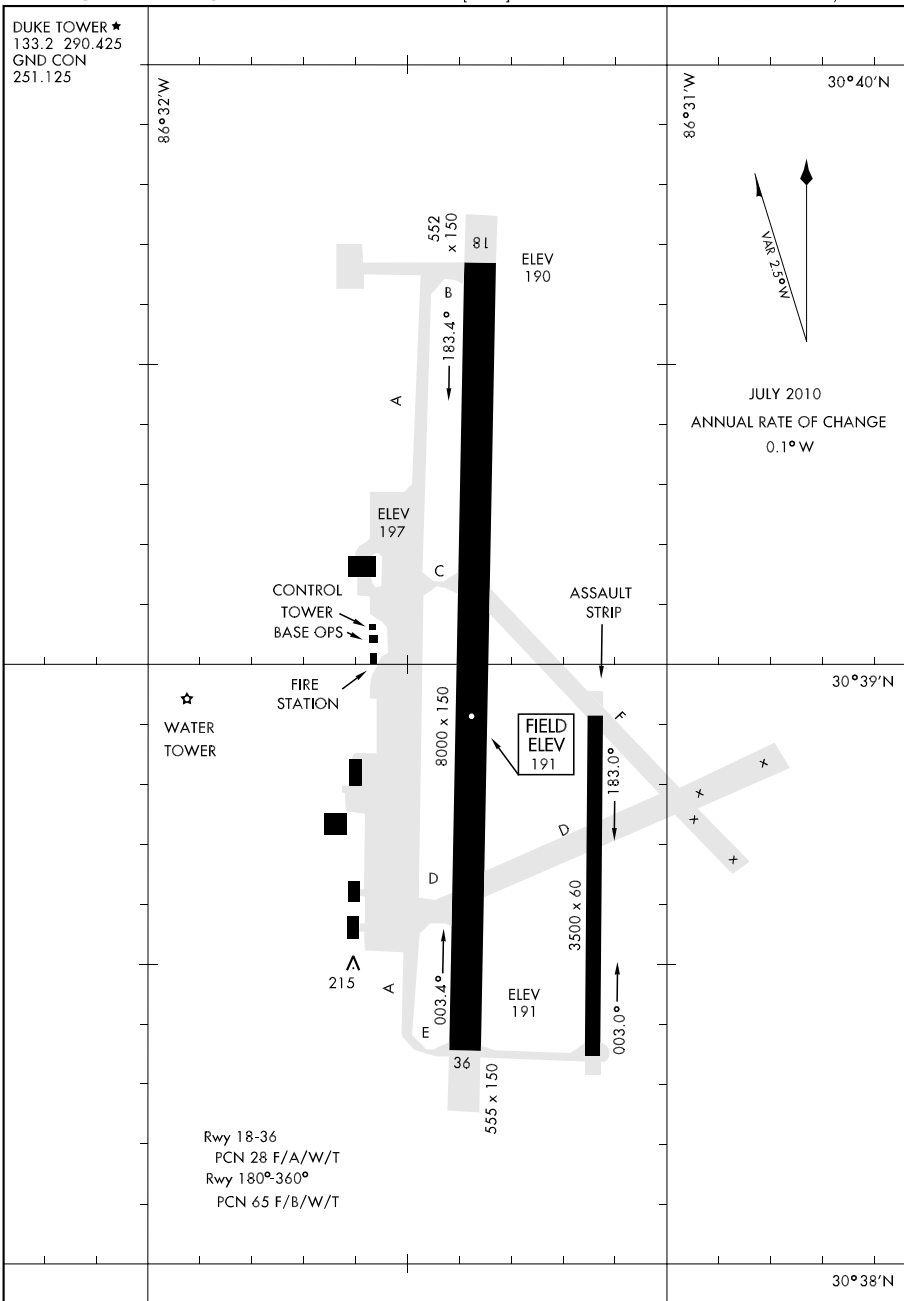 DUKE TOWER ★
133.2 290.425
GND CON
251.125
86°32'W
86°31'W
30°40'N
VAR 2.5°W
JULY 2010
ANNUAL RATE OF CHANGE
0.1° W
552
x 150
18
ELEV
190
B
183.4°
A
ELEV
197
C
CONTROL
TOWER
BASE OPS
FIRE
STATION
ASSAULT
STRIP
30°39'N
WATER
TOWER
8000 x 150
FIELD
ELEV
191
F
183.0°
x
x
x
x
D
D
3500 x 60
215
A
003.4°
ELEV
191
003.0°
E
36
555 x 150
Rwy 18-36
PCN 28 F/A/W/T
Rwy 180°-360°
PCN 65 F/B/W/T
30°38'N